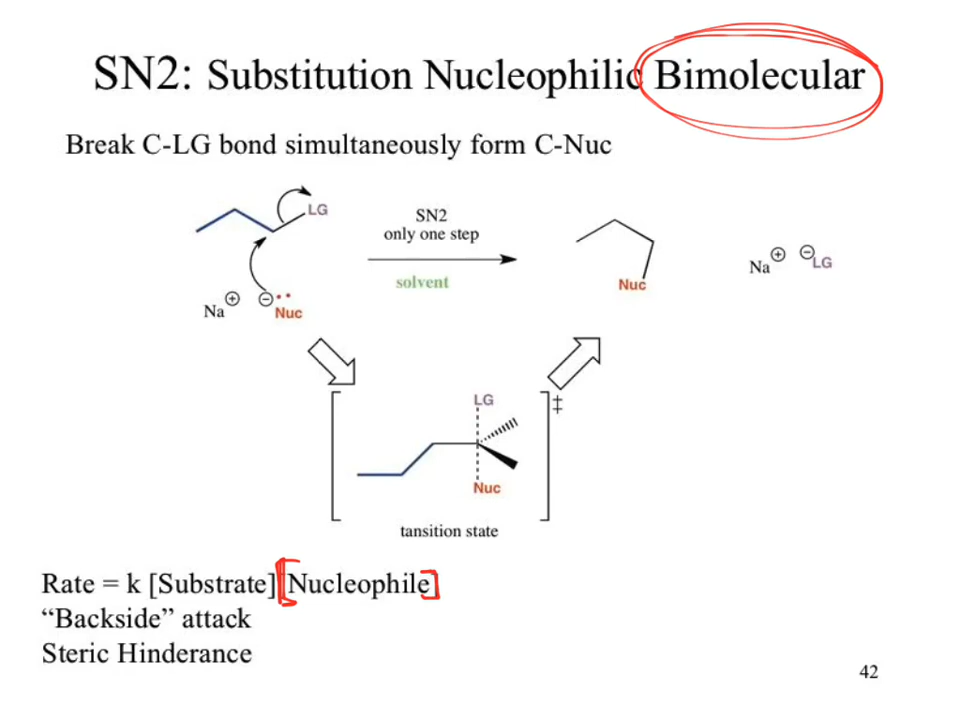 SN2: Substitution Nucleophilic Bimolecular
Break C-LG bond simultaneously form C-Nuc
LG
SN2
only one step
solvent
Na ⊕ ⊖ •• Nuc
Nuc
Na ⊕ ⊖ LG
LG
‡
Nuc
tansition state
Rate = k [Substrate] [Nucleophile]
“Backside” attack
Steric Hinderance
42